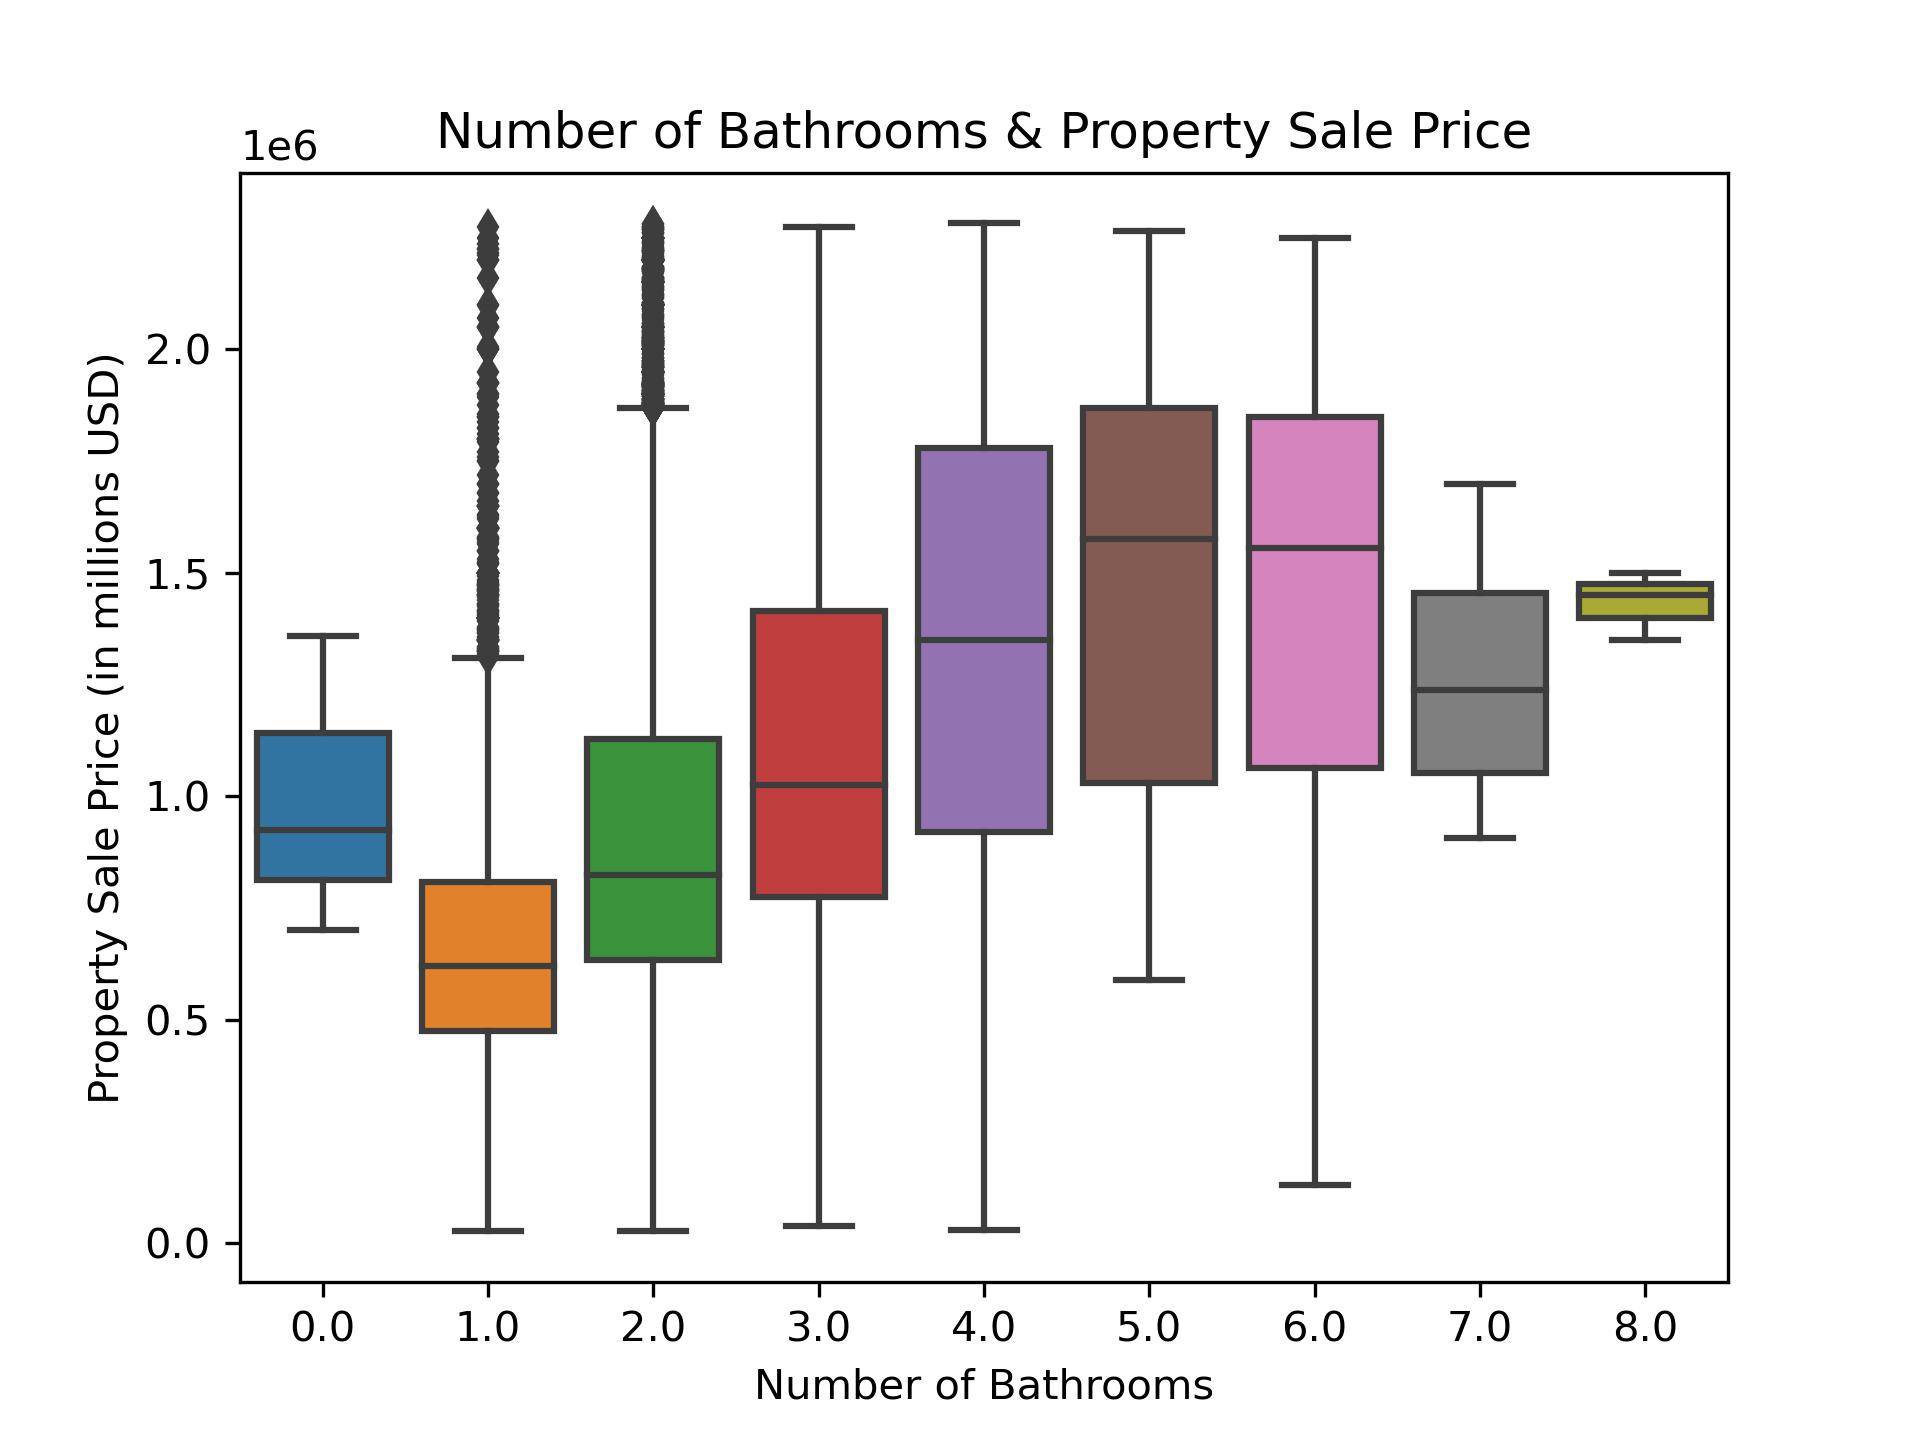 Number of Bathrooms & Property Sale Price
1e6
Property Sale Price (in millions USD)
2.0
1.5
1.0
0.5
0.0
0.0 1.0 2.0 3.0 4.0 5.0 6.0 7.0 8.0
Number of Bathrooms